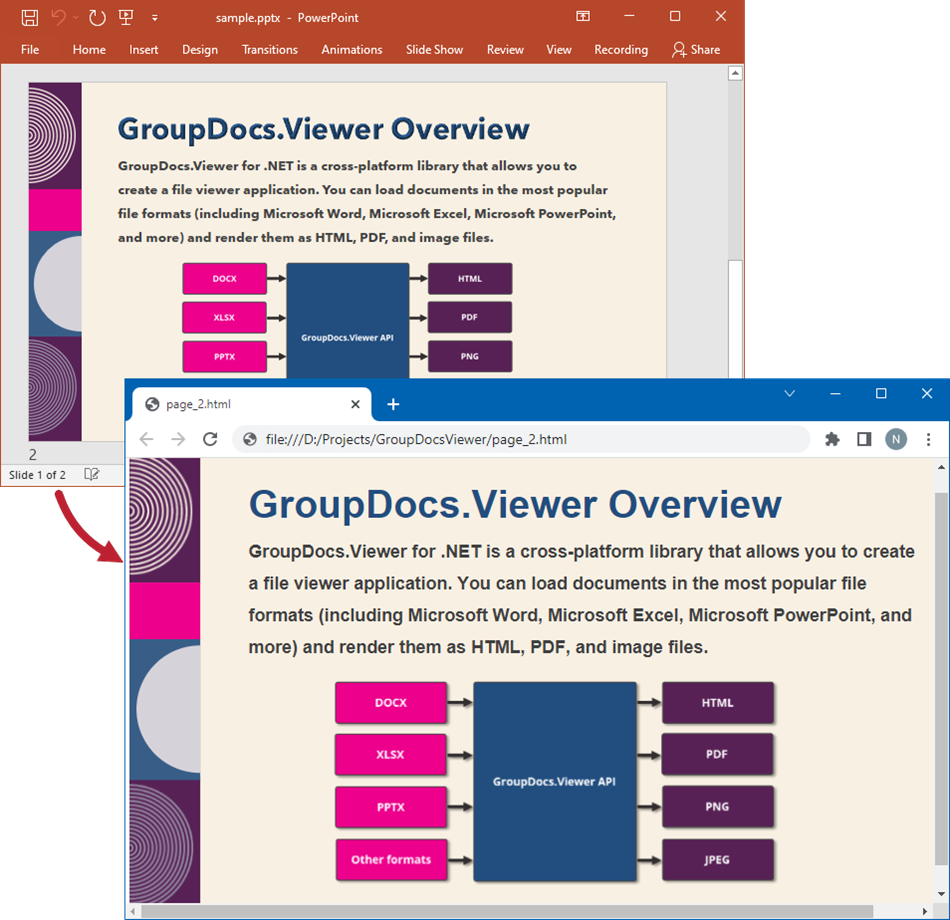 sample.pptx - PowerPoint
File Home Insert Design Transitions Animations Slide Show Review View Recording Share
GroupDocs.Viewer Overview
GroupDocs.Viewer for .NET is a cross-platform library that allows you to
create a file viewer application. You can load documents in the most popular
file formats (including Microsoft Word, Microsoft Excel, Microsoft PowerPoint,
and more) and render them as HTML, PDF, and image files.
DOCX HTML
XLSX PDF
GroupDocs.Viewer API
PPTX PNG
2
Slide 1 of 2
page_2.html
file:///D:/Projects/GroupDocsViewer/page_2.html N
GroupDocs.Viewer Overview
GroupDocs.Viewer for .NET is a cross-platform library that allows you to create
a file viewer application. You can load documents in the most popular file
formats (including Microsoft Word, Microsoft Excel, Microsoft PowerPoint, and
more) and render them as HTML, PDF, and image files.
DOCX HTML
XLSX PDF
GroupDocs.Viewer API
PPTX PNG
Other formats JPEG